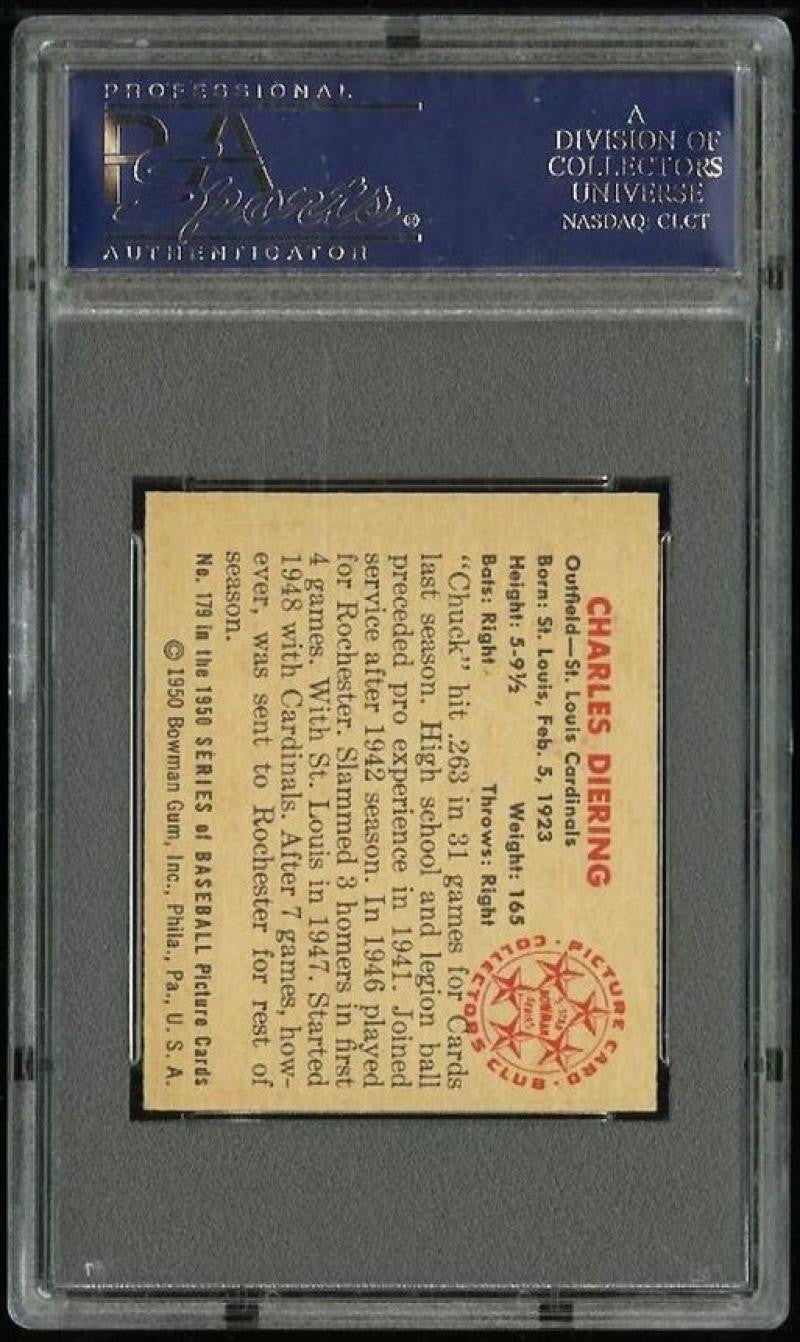 PROFESSIONAL
PSA
Sports®
AUTHENTICATOR
A
DIVISION OF
COLLECTORS
UNIVERSE
NASDAQ: CLCT
CHARLES DIERING
Outfield—St. Louis Cardinals
Born: St. Louis, Feb. 5, 1923
Height: 5-9½ Weight: 165
Bats: Right Throws: Right
"Chuck" hit .263 in 31 games for Cards
last season. High school and legion ball
preceded pro experience in 1941. Joined
service after 1942 season. In 1946 played
for Rochester. Slammed 3 homers in first
4 games. With St. Louis in 1947. Started
1948 with Cardinals. After 7 games, how-
ever, was sent to Rochester for rest of
season.
No. 179 in the 1950 SERIES of BASEBALL Picture Cards
© 1950 Bowman Gum, Inc., Phila., Pa., U. S. A.
PICTURE CARD · COLLECTORS CLUB ·
5-STAR
BOWMAN